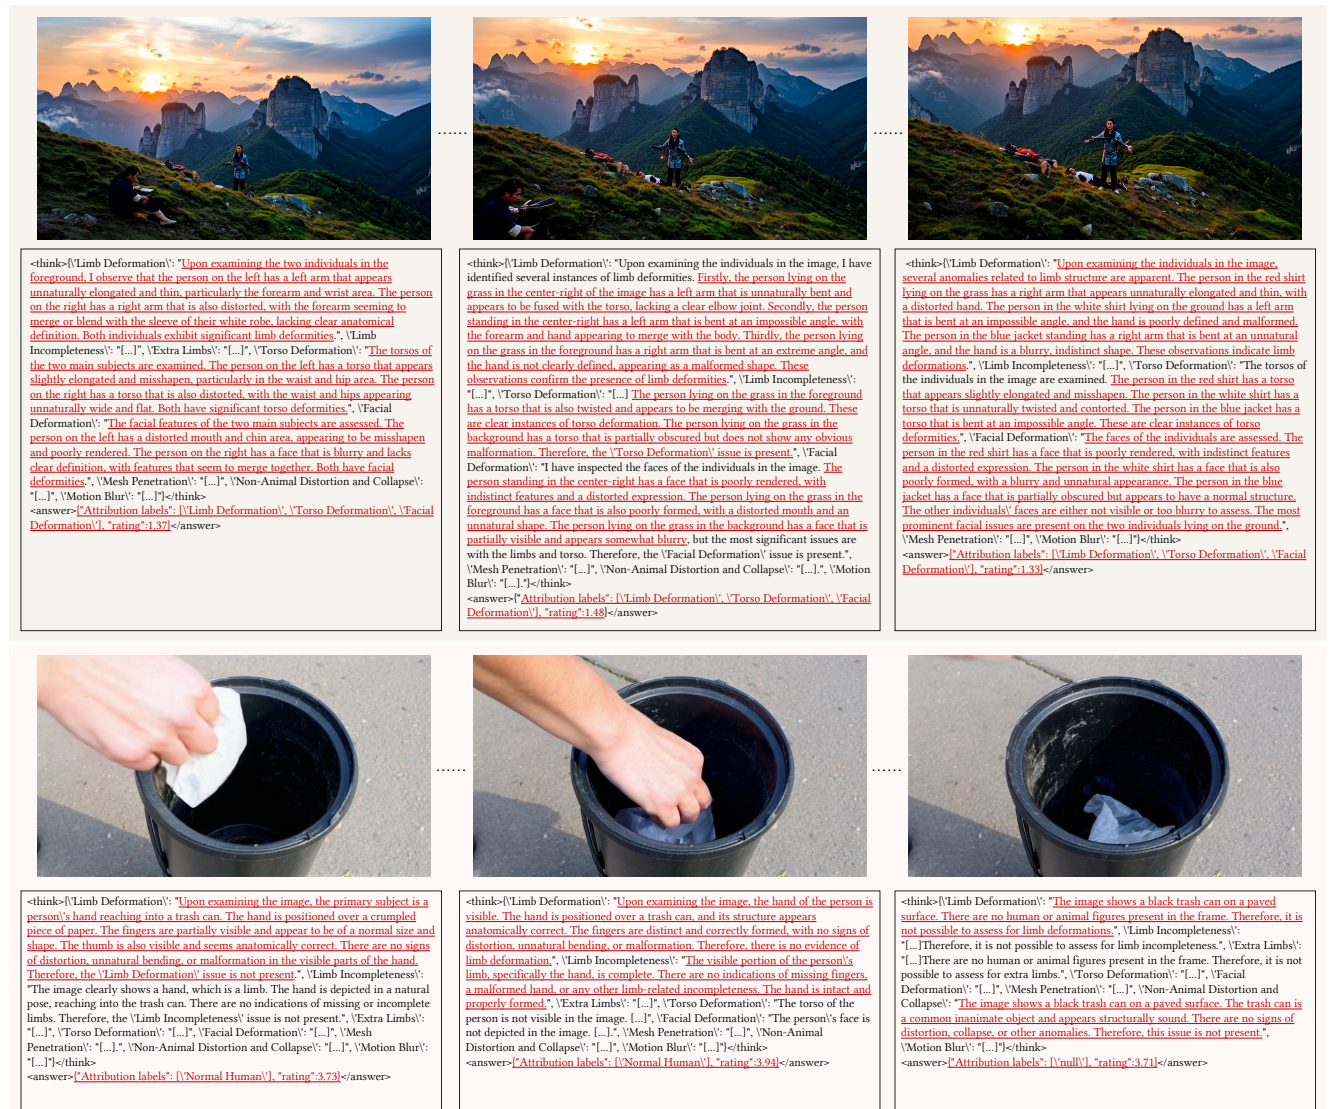 ......
......
<think>{\'Limb Deformation\': "Upon examining the two individuals in the
foreground, I observe that the person on the left has a left arm that appears
unnaturally elongated and thin, particularly the forearm and wrist area. The person
on the right has a right arm that is also distorted, with the forearm seeming to
merge or blend with the sleeve of their white robe, lacking clear anatomical
definition. Both individuals exhibit significant limb deformities.", \'Limb
Incompleteness\': "[...]", \'Extra Limbs\': "[...]", \'Torso Deformation\': "The torsos of
the two main subjects are examined. The person on the left has a torso that appears
slightly elongated and misshapen, particularly in the waist and hip area. The person
on the right has a torso that is also distorted, with the waist and hips appearing
unnaturally wide and flat. Both have significant torso deformities.", \'Facial
Deformation\': "The facial features of the two main subjects are assessed. The
person on the left has a distorted mouth and chin area, appearing to be misshapen
and poorly rendered. The person on the right has a face that is blurry and lacks
clear definition, with features that seem to merge together. Both have facial
deformities.", \'Mesh Penetration\': "[...]", \'Non-Animal Distortion and Collapse\':
"[...]", \'Motion Blur\': "[...]"}</think>
<answer>{"Attribution labels": [\'Limb Deformation\', \'Torso Deformation\', \'Facial
Deformation\'], "rating":1.37}</answer>
<think>{\'Limb Deformation\': "Upon examining the individuals in the image, I have
identified several instances of limb deformities. Firstly, the person lying on the
grass in the center-right of the image has a left arm that is unnaturally bent and
appears to be fused with the torso, lacking a clear elbow joint. Secondly, the person
standing in the center-right has a left arm that is bent at an impossible angle, with
the forearm and hand appearing to merge with the body. Thirdly, the person lying
on the grass in the foreground has a right arm that is bent at an extreme angle, and
the hand is not clearly defined, appearing as a malformed shape. These
observations confirm the presence of limb deformities.", \'Limb Incompleteness\':
"[...]", \'Torso Deformation\': "[...] The person lying on the grass in the foreground
has a torso that is also twisted and appears to be merging with the ground. These
are clear instances of torso deformation. The person lying on the grass in the
background has a torso that is partially obscured but does not show any obvious
malformation. Therefore, the \'Torso Deformation\' issue is present.", \'Facial
Deformation\': "I have inspected the faces of the individuals in the image. The
person standing in the center-right has a face that is poorly rendered, with
indistinct features and a distorted expression. The person lying on the grass in the
foreground has a face that is also poorly formed, with a distorted mouth and an
unnatural shape. The person lying on the grass in the background has a face that is
partially visible and appears somewhat blurry, but the most significant issues are
with the limbs and torso. Therefore, the \'Facial Deformation\' issue is present.",
\'Mesh Penetration\': "[...]", \'Non-Animal Distortion and Collapse\': "[...].", \'Motion
Blur\': "[...]."}</think>
<answer>{"Attribution labels": [\'Limb Deformation\', \'Torso Deformation\', \'Facial
Deformation\'], "rating":1.48}</answer>
<think>{\'Limb Deformation\': "Upon examining the individuals in the image,
several anomalies related to limb structure are apparent. The person in the red shirt
lying on the grass has a right arm that appears unnaturally elongated and thin, with
a distorted hand. The person in the white shirt lying on the ground has a left arm
that is bent at an impossible angle, and the hand is poorly defined and malformed.
The person in the blue jacket standing has a right arm that is bent at an unnatural
angle, and the hand is a blurry, indistinct shape. These observations indicate limb
deformations.", \'Limb Incompleteness\': "[...]", \'Torso Deformation\': "The torsos of
the individuals in the image are examined. The person in the red shirt has a torso
that appears slightly elongated and misshapen. The person in the white shirt has a
torso that is unnaturally twisted and contorted. The person in the blue jacket has a
torso that is bent at an impossible angle. These are clear instances of torso
deformities.", \'Facial Deformation\': "The faces of the individuals are assessed. The
person in the red shirt has a face that is poorly rendered, with indistinct features
and a distorted expression. The person in the white shirt has a face that is also
poorly formed, with a blurry and unnatural appearance. The person in the blue
jacket has a face that is partially obscured but appears to have a normal structure.
The other individuals\' faces are either not visible or too blurry to assess. The most
prominent facial issues are present on the two individuals lying on the ground.",
\'Mesh Penetration\': "[...]", \'Motion Blur\': "[...]"}</think>
<answer>{"Attribution labels": [\'Limb Deformation\', \'Torso Deformation\', \'Facial
Deformation\'], "rating":1.33}</answer>
......
......
<think>{\'Limb Deformation\': "Upon examining the image, the primary subject is a
person\'s hand reaching into a trash can. The hand is positioned over a crumpled
piece of paper. The fingers are partially visible and appear to be of normal size and
shape. The thumb is also visible and seems anatomically correct. There are no signs
of distortion, unnatural bending, or malformation in the visible parts of the hand.
Therefore, the \'Limb Deformation\' issue is not present.", \'Limb Incompleteness\':
"The image clearly shows a hand, which is a limb. The hand is depicted in a natural
pose, reaching into the trash can. There are no indications of missing or incomplete
limbs. Therefore, the \'Limb Incompleteness\' issue is not present.", \'Extra Limbs\':
"[...]", \'Torso Deformation\': "[...]", \'Facial Deformation\': "[...]", \'Mesh
Penetration\': "[...].", \'Non-Animal Distortion and Collapse\': "[...]", \'Motion Blur\':
"[...]"}</think>
<answer>{"Attribution labels": [\'Normal Human\'], "rating":3.73}</answer>
<think>{\'Limb Deformation\': "Upon examining the image, the hand of the person is
visible. The hand is positioned over a trash can, and its structure appears
anatomically correct. The fingers are distinct and correctly formed, with no signs of
distortion, unnatural bending, or malformation. Therefore, there is no evidence of
limb deformation.", \'Limb Incompleteness\': "The visible portion of the person\'s
limb, specifically the hand, is complete. There are no indications of missing fingers,
a malformed hand, or any other limb-related incompleteness. The hand is intact and
properly formed.", \'Extra Limbs\': "[...]", \'Torso Deformation\': "The torso of the
person is not visible in the image. [...]", \'Facial Deformation\': "The person\'s face is
not depicted in the image. [...].", \'Mesh Penetration\': "[...]", \'Non-Animal
Distortion and Collapse\': "[...]", \'Motion Blur\': "[...]"}</think>
<answer>{"Attribution labels": [\'Normal Human\'], "rating":3.94}</answer>
<think>{\'Limb Deformation\': "The image shows a black trash can on a paved
surface. There are no human or animal figures present in the frame. Therefore, it is
not possible to assess for limb deformations.", \'Limb Incompleteness\':
"[...]Therefore, it is not possible to assess for limb incompleteness.", \'Extra Limbs\':
"[...]There are no human or animal figures present in the frame. Therefore, it is not
possible to assess for extra limbs.", \'Torso Deformation\': "[...]", \'Facial
Deformation\': "[...]", \'Mesh Penetration\': "[...]", \'Non-Animal Distortion and
Collapse\': "The image shows a black trash can on a paved surface. The trash can is
a common inanimate object and appears structurally sound. There are no signs of
distortion, collapse, or other anomalies. Therefore, this issue is not present.",
\'Motion Blur\': "[...]"}</think>
<answer>{"Attribution labels": [\'null\'], "rating":3.71}</answer>